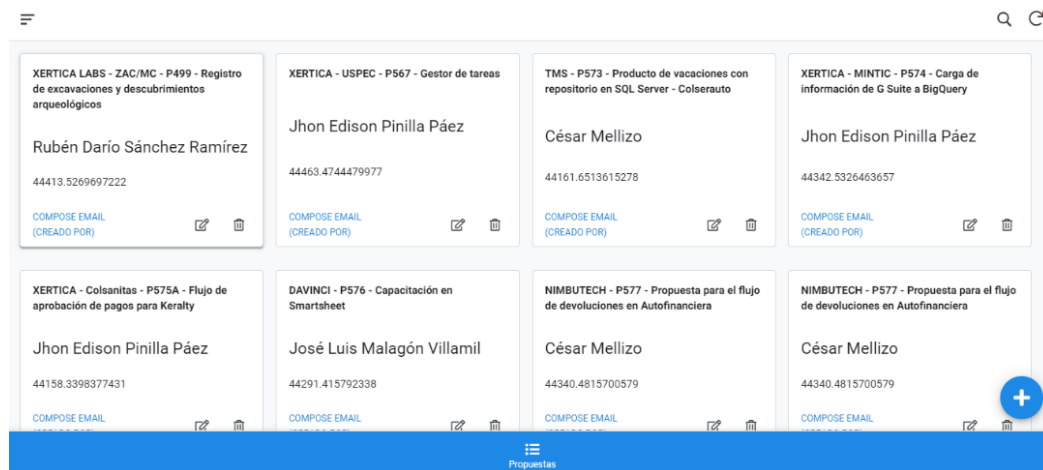 XERTICA LABS - ZAC/MC - P499 - Registro
de excavaciones y descubrimientos
arqueológicos
Rubén Darío Sánchez Ramírez
44413.5269697222
COMPOSE EMAIL
(CREADO POR)
XERTICA - USPEC - P567 - Gestor de tareas
Jhon Edison Pinilla Páez
44463.4744479977
COMPOSE EMAIL
(CREADO POR)
TMS - P573 - Producto de vacaciones con
repositorio en SQL Server - Colserauto
César Mellizo
44161.6513615278
COMPOSE EMAIL
(CREADO POR)
XERTICA - MINTIC - P574 - Carga de
información de G Suite a BigQuery
Jhon Edison Pinilla Páez
44342.5326463657
COMPOSE EMAIL
(CREADO POR)
XERTICA - Colsanitas - P575A - Flujo de
aprobación de pagos para Keralty
Jhon Edison Pinilla Páez
44158.3398377431
COMPOSE EMAIL
DAVINCI - P576 - Capacitación en
Smartsheet
José Luis Malagón Villamil
44291.415792338
COMPOSE EMAIL
NIMBUTECH - P577 - Propuesta para el flujo
de devoluciones en Autofinanciera
César Mellizo
44340.4815700579
COMPOSE EMAIL
NIMBUTECH - P577 - Propuesta para el flujo
de devoluciones en Autofinanciera
César Mellizo
44340.4815700579
COMPOSE EMAIL
Propuestas